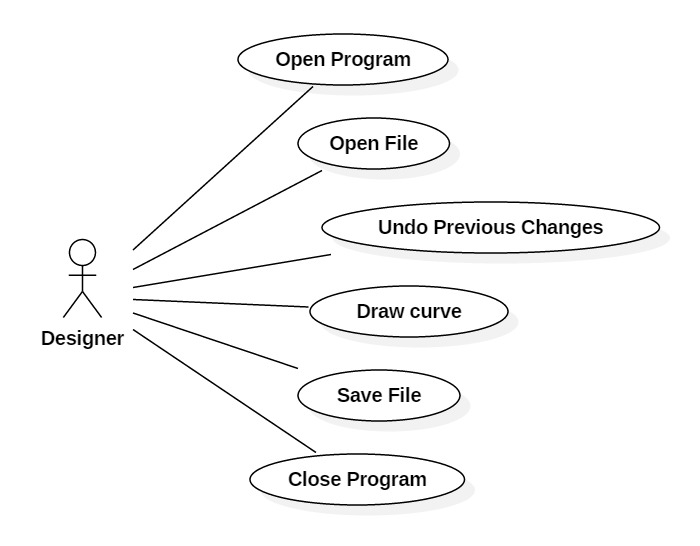 Open Program
Open File
Undo Previous Changes
Draw curve
Designer
Save File
Close Program